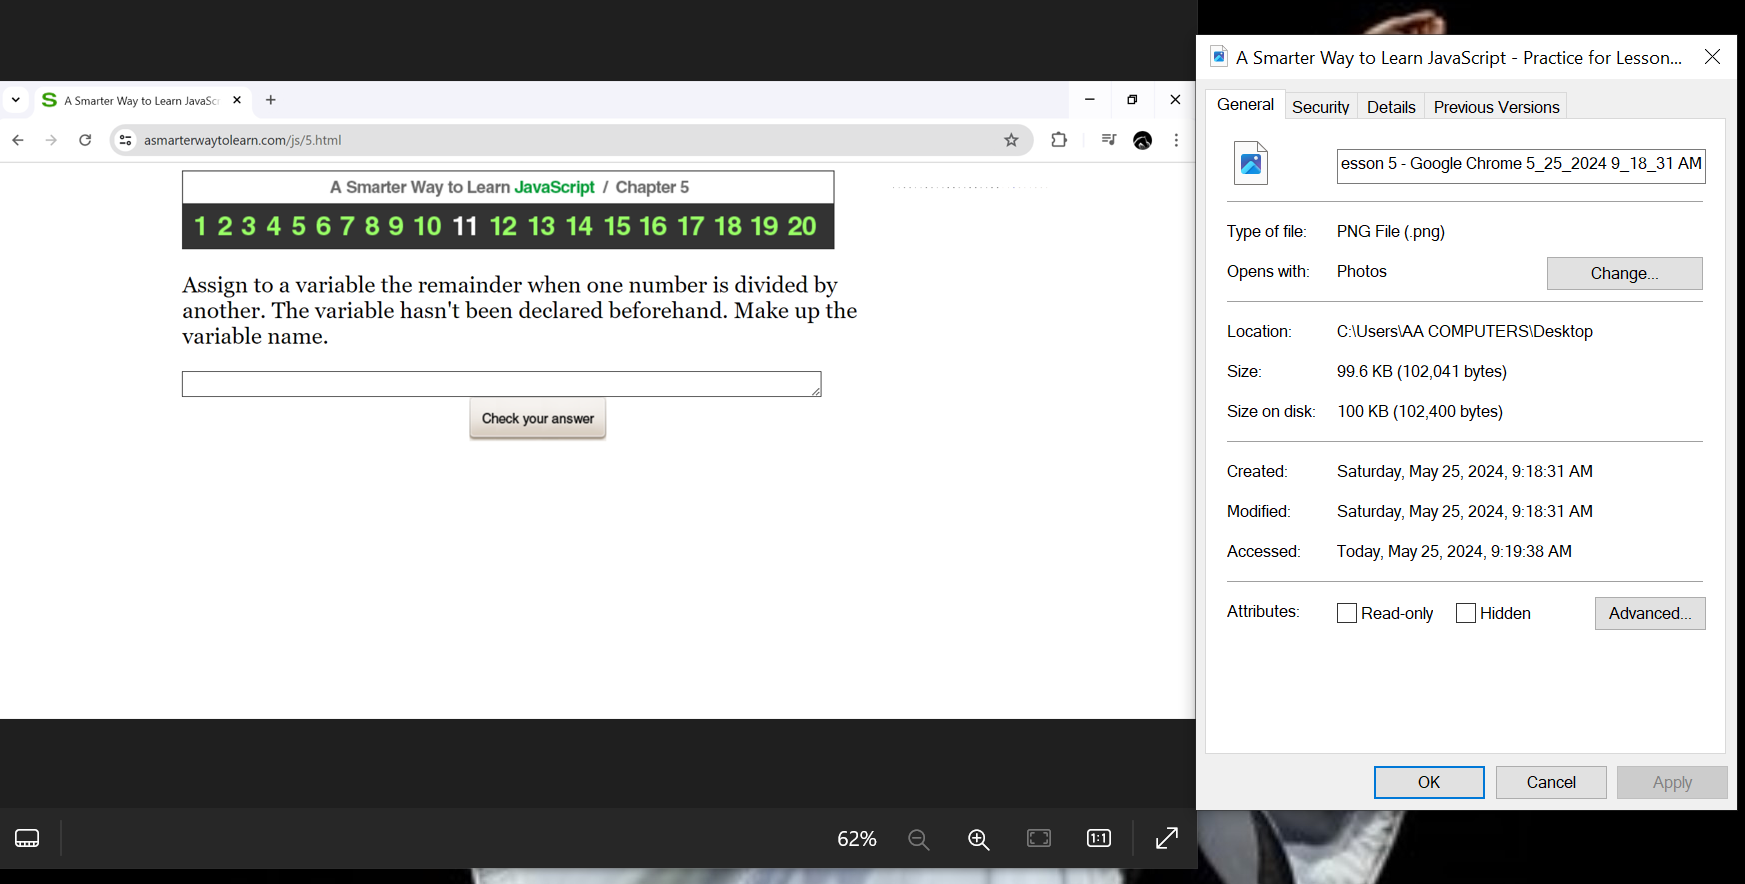 A Smarter Way to Learn JavaSc
asmarterwaytolearn.com/js/5.html
A Smarter Way to Learn JavaScript / Chapter 5
1 2 3 4 5 6 7 8 9 10 11 12 13 14 15 16 17 18 19 20
Assign to a variable the remainder when one number is divided by
another. The variable hasn't been declared beforehand. Make up the
variable name.
Check your answer
62%
1:1
A Smarter Way to Learn JavaScript - Practice for Lesson...
General Security Details Previous Versions
esson 5 - Google Chrome 5_25_2024 9_18_31 AM
Type of file: PNG File (.png)
Opens with: Photos Change...
Location: C:\Users\AA COMPUTERS\Desktop
Size: 99.6 KB (102,041 bytes)
Size on disk: 100 KB (102,400 bytes)
Created: Saturday, May 25, 2024, 9:18:31 AM
Modified: Saturday, May 25, 2024, 9:18:31 AM
Accessed: Today, May 25, 2024, 9:19:38 AM
Attributes: Read-only Hidden Advanced...
OK Cancel Apply